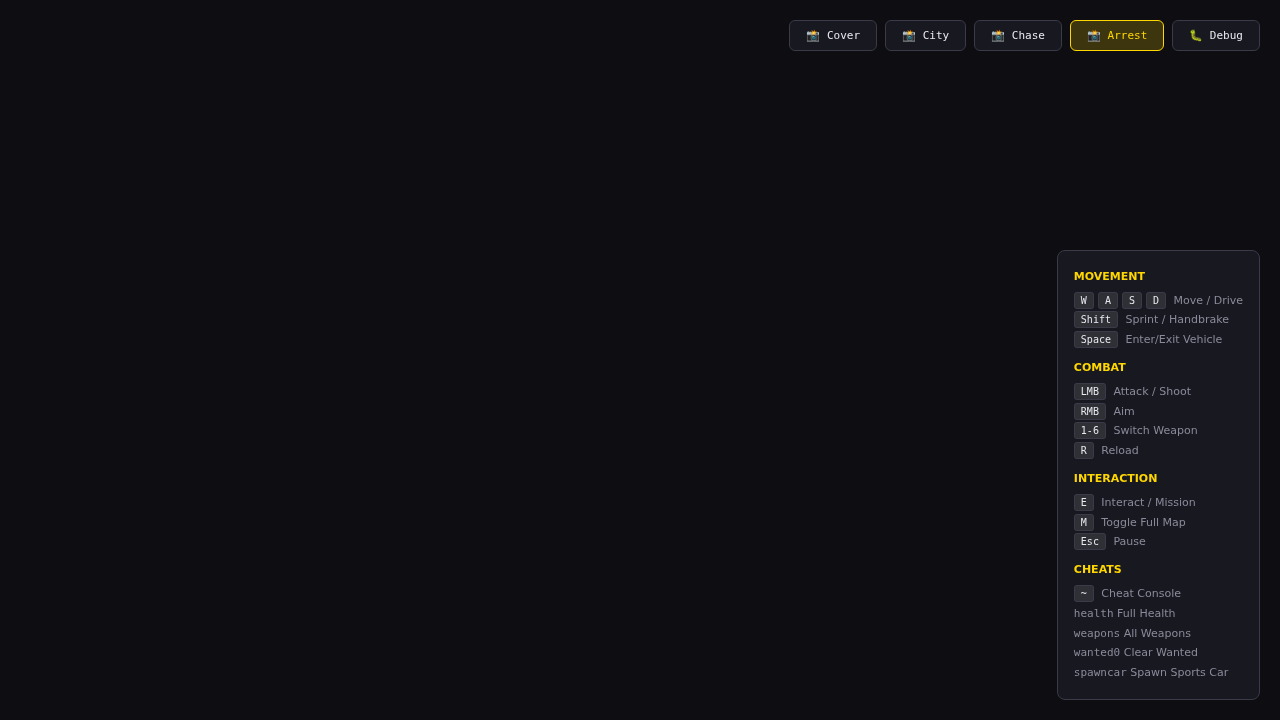 📸 Cover 📸 City 📸 Chase 📸 Arrest 🐛 Debug
MOVEMENT
W A S D Move / Drive
Shift Sprint / Handbrake
Space Enter/Exit Vehicle
COMBAT
LMB Attack / Shoot
RMB Aim
1-6 Switch Weapon
R Reload
INTERACTION
E Interact / Mission
M Toggle Full Map
Esc Pause
CHEATS
~ Cheat Console
health Full Health
weapons All Weapons
wanted0 Clear Wanted
spawncar Spawn Sports Car